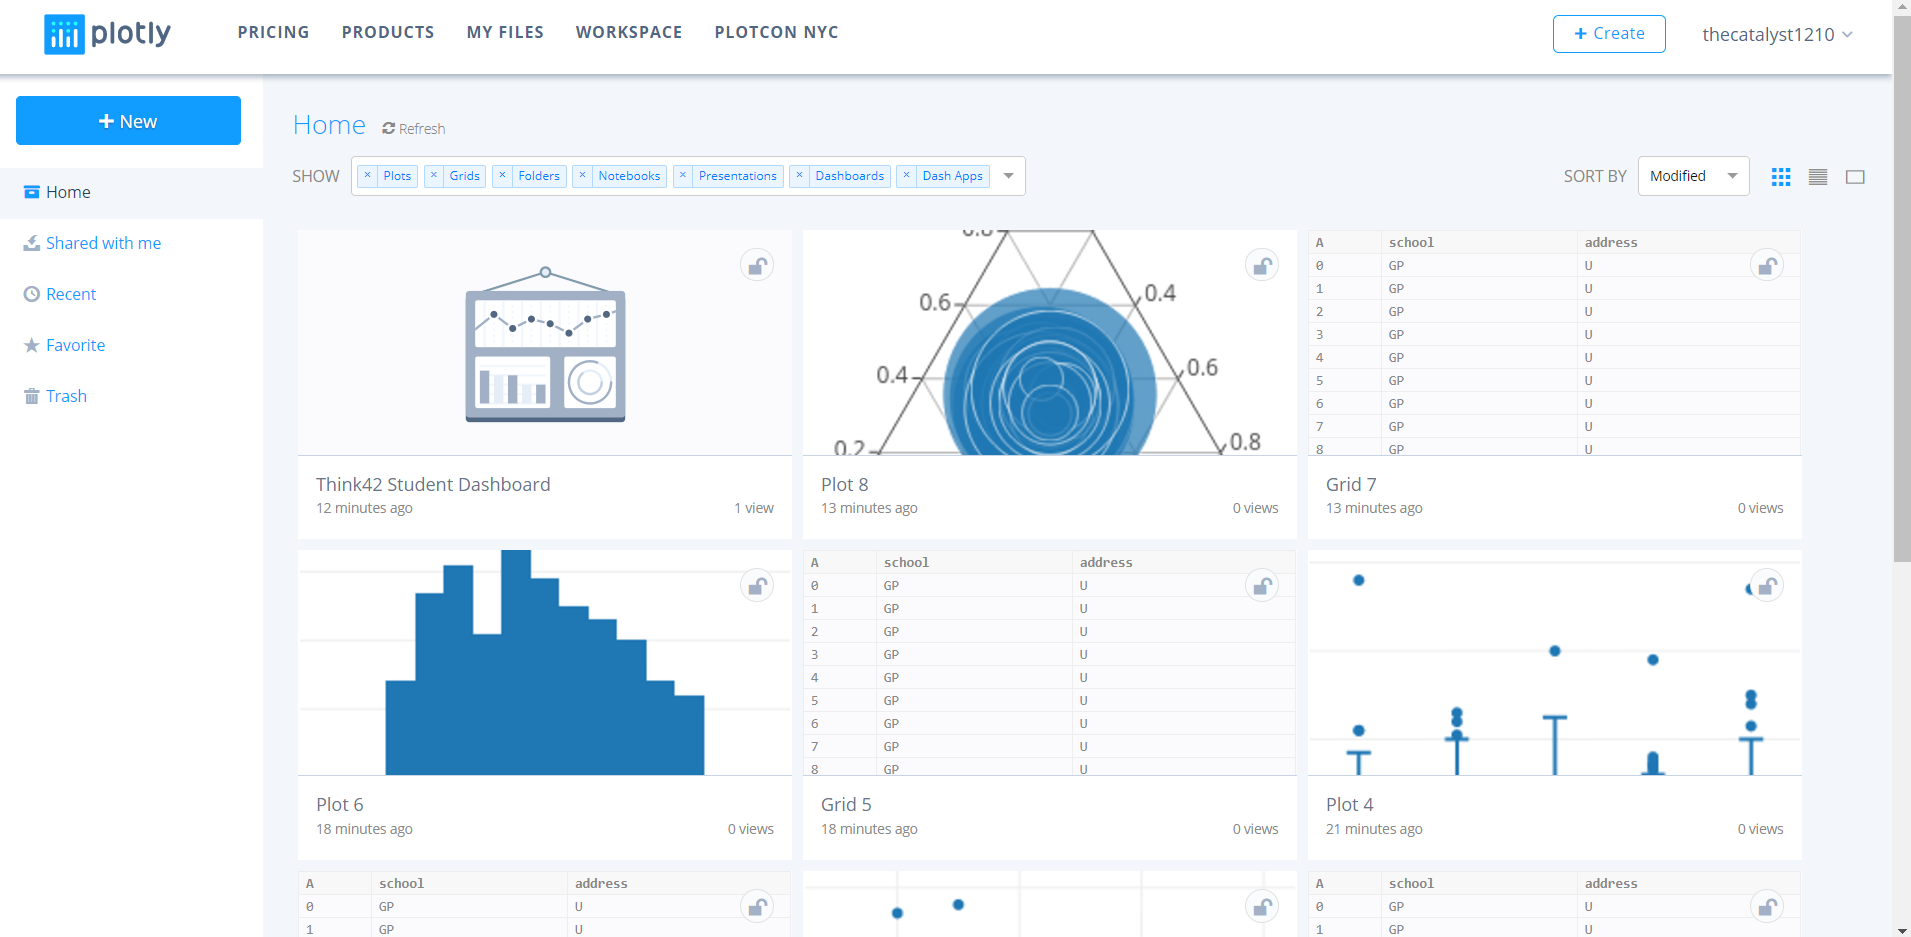 plotly PRICING PRODUCTS MY FILES WORKSPACE PLOTCON NYC + Create thecatalyst1210
+ New
Home
Shared with me
Recent
Favorite
Trash
Home Refresh
SHOW × Plots × Grids × Folders × Notebooks × Presentations × Dashboards × Dash Apps SORT BY Modified
Think42 Student Dashboard
12 minutes ago 1 view
0.8
0.6 0.4
0.4 0.6
0.2 0.8
Plot 8
13 minutes ago 0 views
A school address
0 GP U
1 GP U
2 GP U
3 GP U
4 GP U
5 GP U
6 GP U
7 GP U
8 GP U
Grid 7
13 minutes ago 0 views
Plot 6
18 minutes ago 0 views
A school address
0 GP U
1 GP U
2 GP U
3 GP U
4 GP U
5 GP U
6 GP U
7 GP U
8 GP U
Grid 5
18 minutes ago 0 views
Plot 4
21 minutes ago 0 views
A school address
0 GP U
1 GP U
A school address
0 GP U
1 GP U